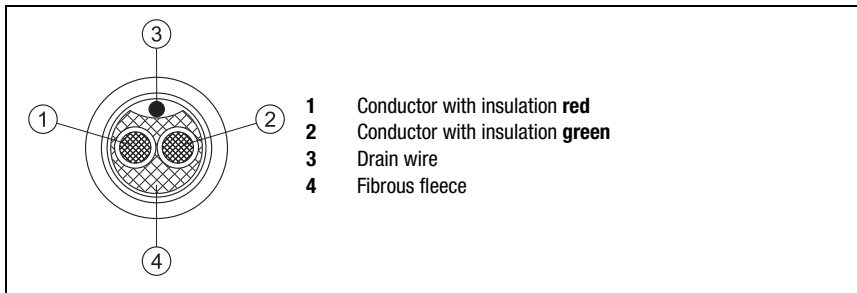 3
1
2
4
1 Conductor with insulation red
2 Conductor with insulation green
3 Drain wire
4 Fibrous fleece